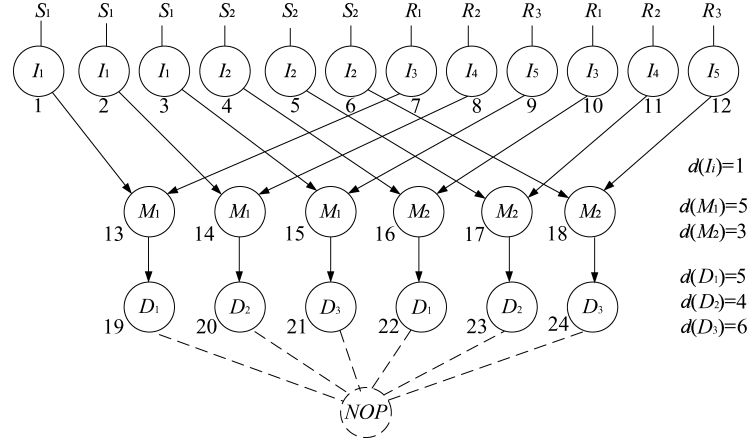 S₁ S₁ S₁ S₂ S₂ S₂ R₁ R₂ R₃ R₁ R₂ R₃
I₁ I₁ I₁ I₂ I₂ I₂ I₃ I₄ I₅ I₃ I₄ I₅
1 2 3 4 5 6 7 8 9 10 11 12
d(Iᵢ)=1
M₁ M₁ M₁ M₂ M₂ M₂
d(M₁)=5
13 14 15 16 17 18
d(M₂)=3
d(D₁)=5
D₁ D₂ D₃ D₁ D₂ D₃
d(D₂)=4
19 20 21 22 23 24
d(D₃)=6
NOP